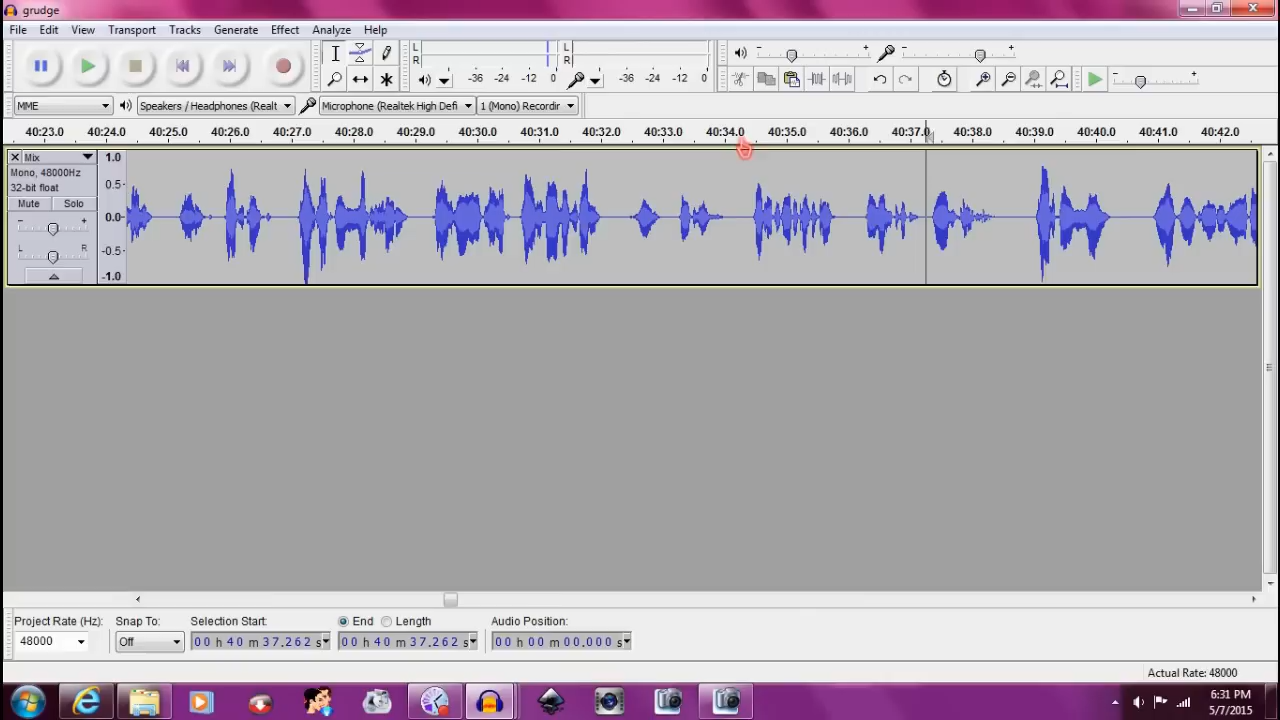 grudge
File Edit View Transport Tracks Generate Effect Analyze Help
L L
R R
-36 -24 -12 0 -36 -24 -12
MME Speakers / Headphones (Realt Microphone (Realtek High Defi 1 (Mono) Recordir
40:23.0 40:24.0 40:25.0 40:26.0 40:27.0 40:28.0 40:29.0 40:30.0 40:31.0 40:32.0 40:33.0 40:34.0 40:35.0 40:36.0 40:37.0 40:38.0 40:39.0 40:40.0 40:41.0 40:42.0
Mix 1.0
Mono, 48000Hz
32-bit float 0.5
Mute Solo
0.0
L R
-0.5
-1.0
Project Rate (Hz): Snap To: Selection Start: End Length Audio Position:
48000 Off 00 h 40 m 37.262 s 00 h 40 m 37.262 s 00 h 00 m 00.000 s
Actual Rate: 48000
6:31 PM
5/7/2015